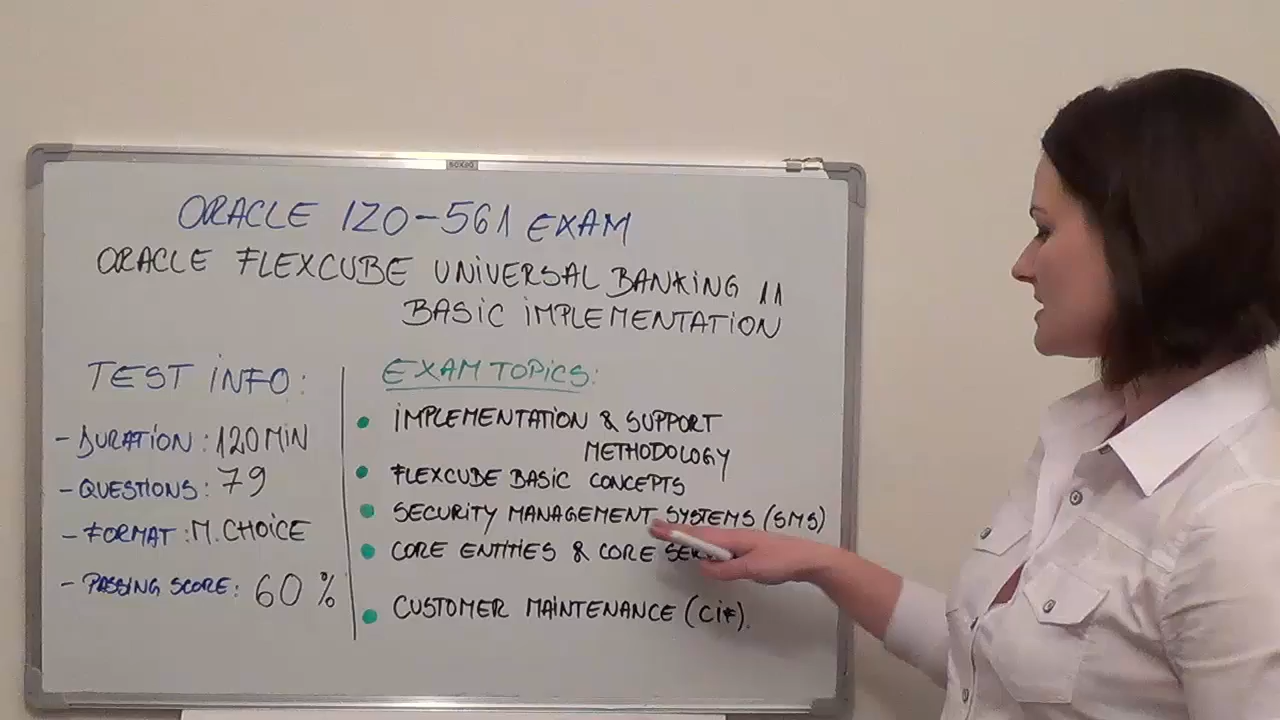 ORACLE 1Z0-561 EXAM
ORACLE FLEXCUBE UNIVERSAL BANKING 11
BASIC IMPLEMENTATION
TEST INFO:
- DURATION: 120 MIN
- QUESTIONS: 79
- FORMAT: M. CHOICE
- PASSING SCORE: 60 %
EXAM TOPICS:
• IMPLEMENTATION & SUPPORT
METHODOLOGY
• FLEXCUBE BASIC CONCEPTS
• SECURITY MANAGEMENT SYSTEMS (SMS)
• CORE ENTITIES & CORE
• CUSTOMER MAINTENANCE (CIF).